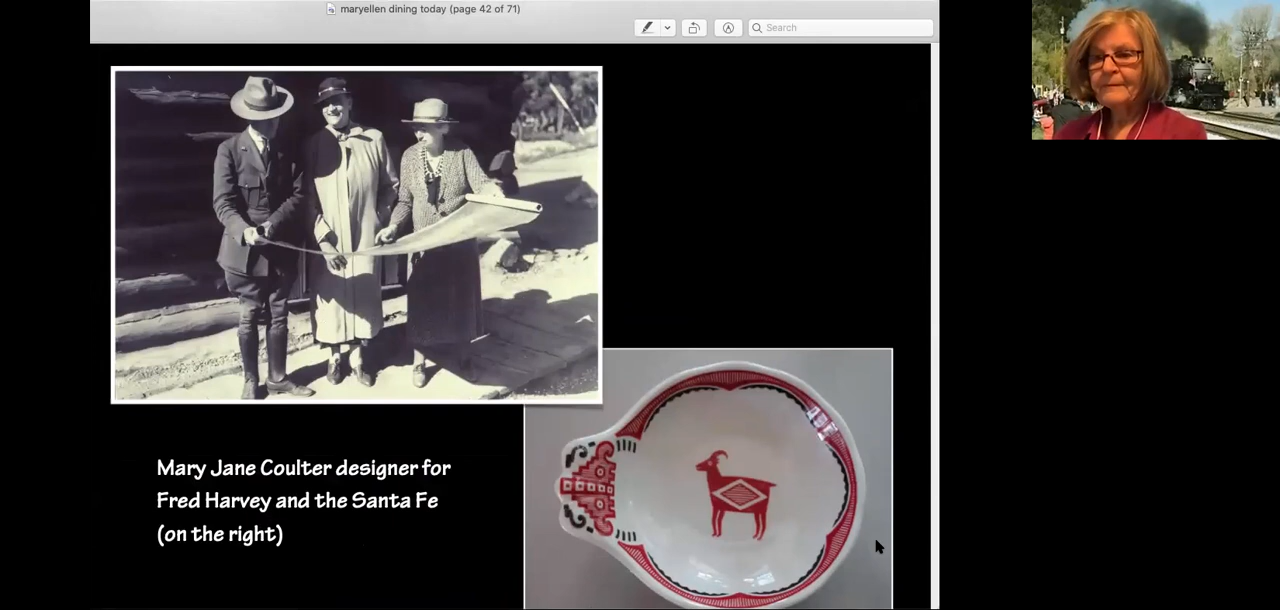 maryellen dining today (page 42 of 71)
Search
Mary Jane Coulter designer for
Fred Harvey and the Santa Fe
(on the right)